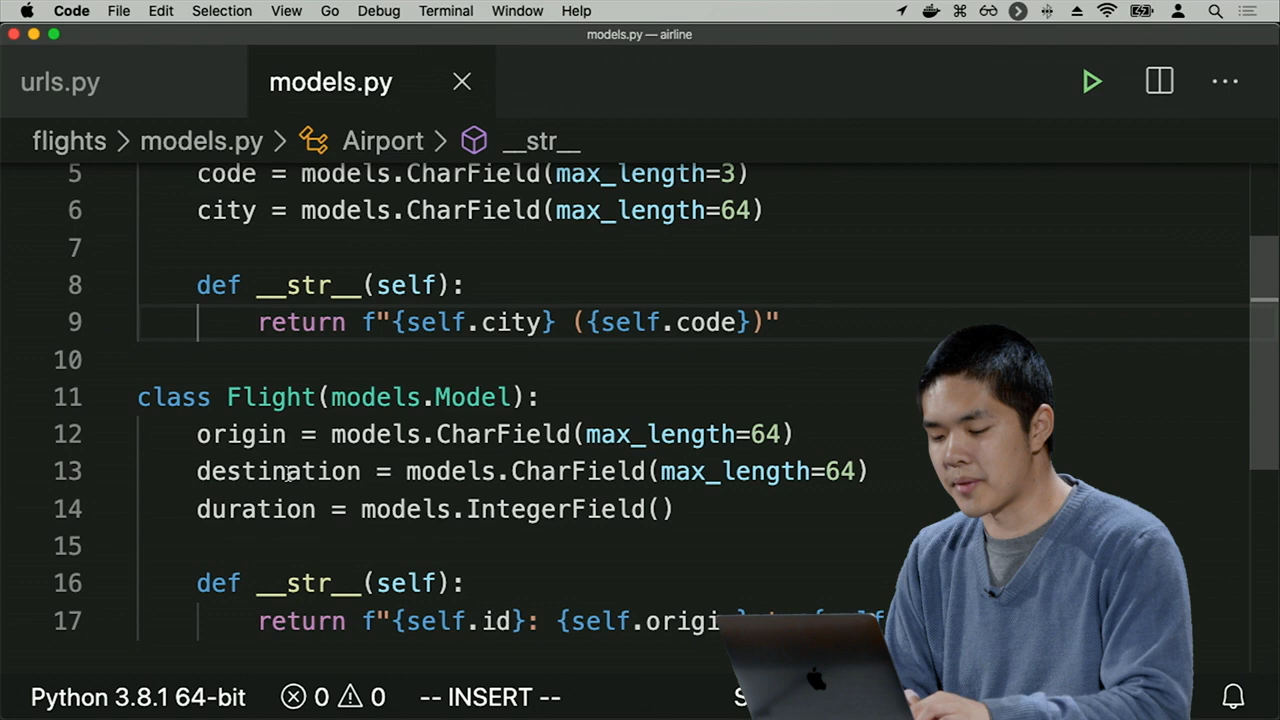 Code File Edit Selection View Go Debug Terminal Window Help
models.py — airline
urls.py models.py
flights > models.py > Airport > __str__
5 code = models.CharField(max_length=3)
6 city = models.CharField(max_length=64)
7
8 def __str__(self):
9 return f"{self.city} ({self.code})"
10
11 class Flight(models.Model):
12 origin = models.CharField(max_length=64)
13 destination = models.CharField(max_length=64)
14 duration = models.IntegerField()
15
16 def __str__(self):
17 return f"{self.id}: {self.origi
Python 3.8.1 64-bit 0 0 -- INSERT --